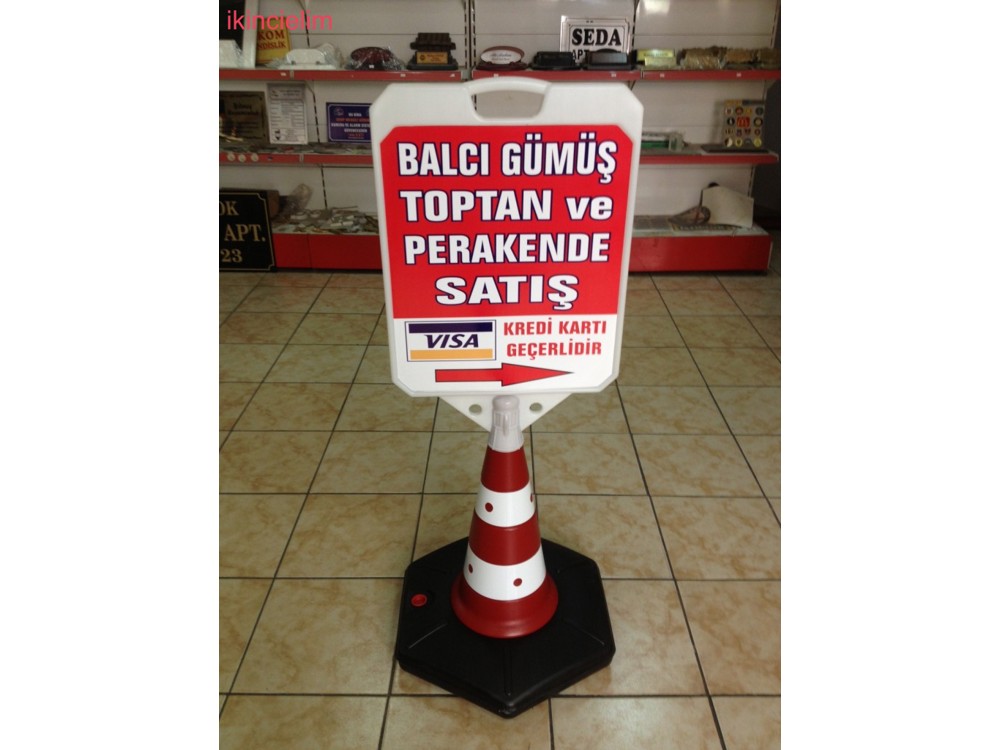 ikincielim
SEDA
BALCI GÜMÜŞ
TOPTAN ve
PERAKENDE
SATIŞ
VISA
KREDİ KARTI
GEÇERLİDİR
APT.
23